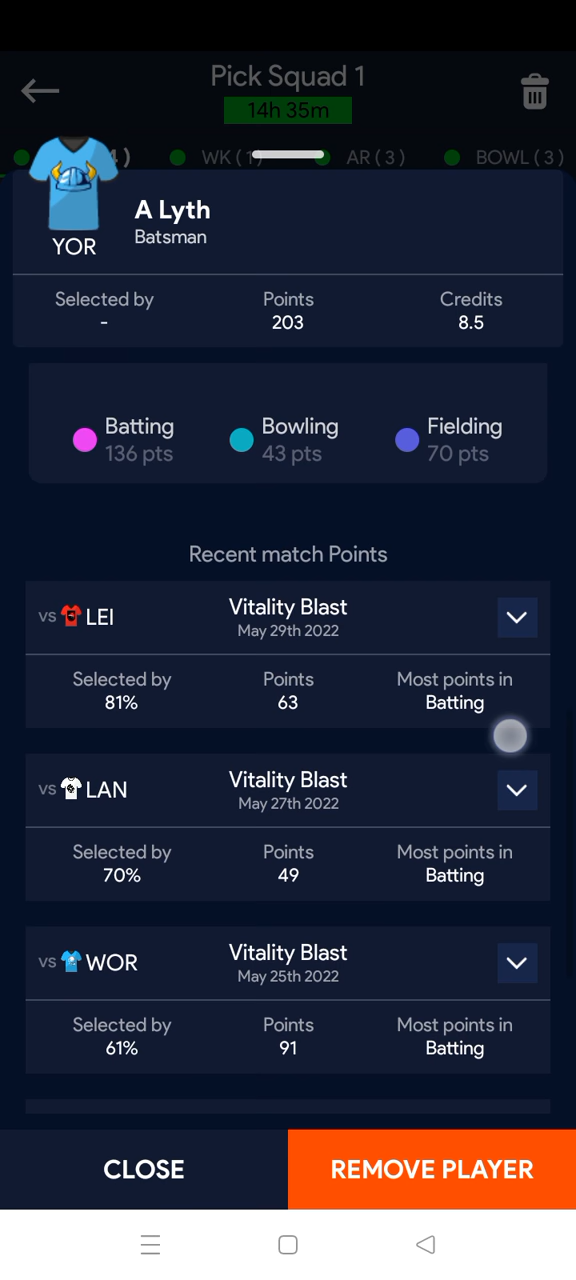 Pick Squad 1
14h 35m
WK ( 1)
AR ( 3 )
BOWL ( 3 )
A Lyth
Batsman
YOR
Selected by
Points
Credits
-
203
8.5
Batting
Bowling
Fielding
136 pts
43 pts
70 pts
Recent match Points
vs LEI
Vitality Blast
May 29th 2022
Selected by
Points
Most points in
81%
63
Batting
vs LAN
Vitality Blast
May 27th 2022
Selected by
Points
Most points in
70%
49
Batting
vs WOR
Vitality Blast
May 25th 2022
Selected by
Points
Most points in
61%
91
Batting
CLOSE
REMOVE PLAYER